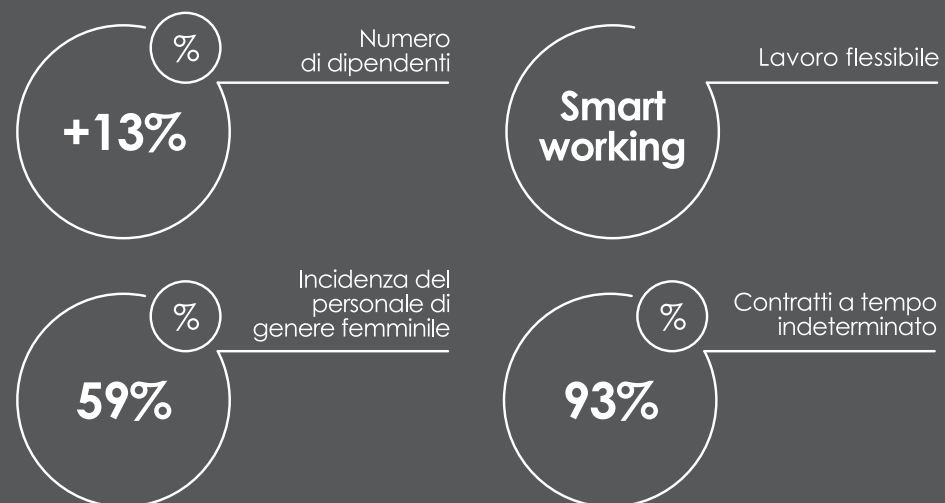 %
Numero
di dipendenti
+13%
Lavoro flessibile
Smart
working
%
Incidenza del
personale di
genere femminile
59%
%
Contratti a tempo
indeterminato
93%